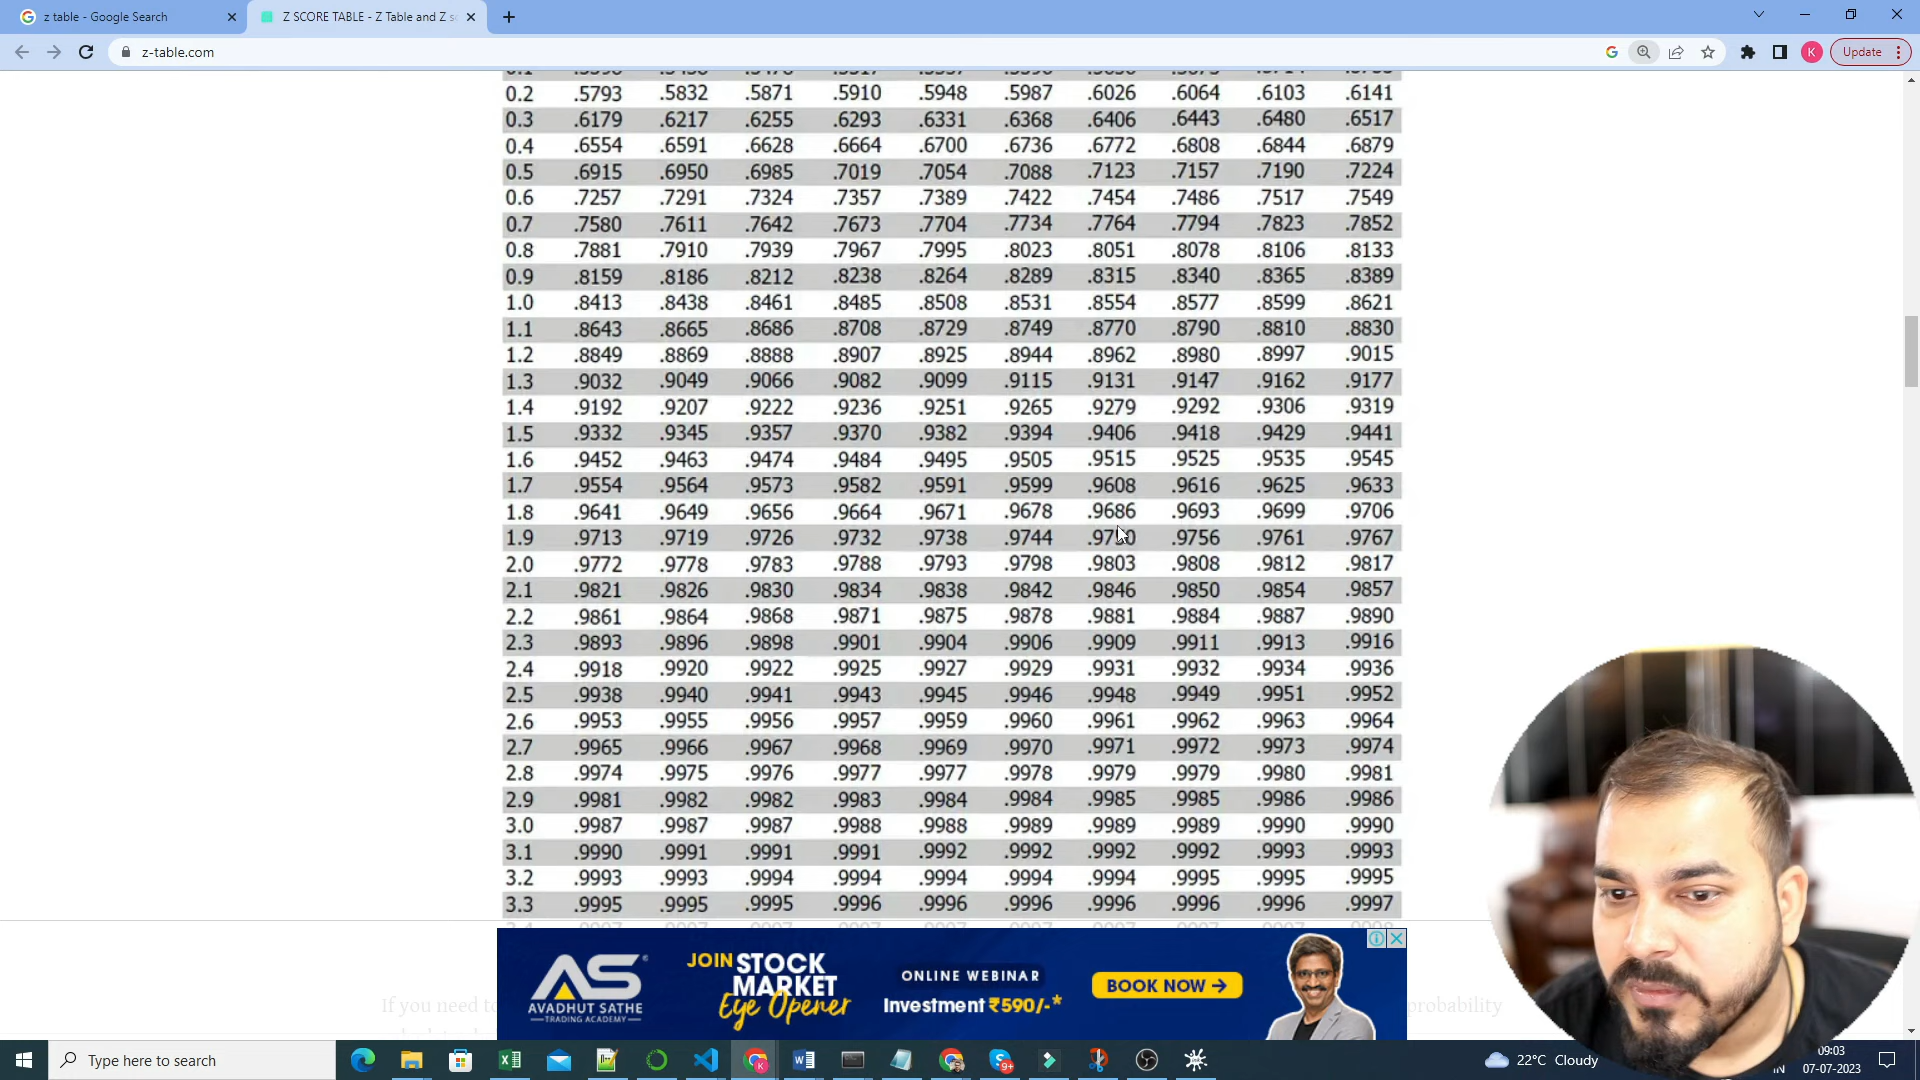 z table - Google Search
Z SCORE TABLE - Z Table and Z sc
z-table.com
K
Update
0.2 .5793 .5832 .5871 .5910 .5948 .5987 .6026 .6064 .6103 .6141
0.3 .6179 .6217 .6255 .6293 .6331 .6368 .6406 .6443 .6480 .6517
0.4 .6554 .6591 .6628 .6664 .6700 .6736 .6772 .6808 .6844 .6879
0.5 .6915 .6950 .6985 .7019 .7054 .7088 .7123 .7157 .7190 .7224
0.6 .7257 .7291 .7324 .7357 .7389 .7422 .7454 .7486 .7517 .7549
0.7 .7580 .7611 .7642 .7673 .7704 .7734 .7764 .7794 .7823 .7852
0.8 .7881 .7910 .7939 .7967 .7995 .8023 .8051 .8078 .8106 .8133
0.9 .8159 .8186 .8212 .8238 .8264 .8289 .8315 .8340 .8365 .8389
1.0 .8413 .8438 .8461 .8485 .8508 .8531 .8554 .8577 .8599 .8621
1.1 .8643 .8665 .8686 .8708 .8729 .8749 .8770 .8790 .8810 .8830
1.2 .8849 .8869 .8888 .8907 .8925 .8944 .8962 .8980 .8997 .9015
1.3 .9032 .9049 .9066 .9082 .9099 .9115 .9131 .9147 .9162 .9177
1.4 .9192 .9207 .9222 .9236 .9251 .9265 .9279 .9292 .9306 .9319
1.5 .9332 .9345 .9357 .9370 .9382 .9394 .9406 .9418 .9429 .9441
1.6 .9452 .9463 .9474 .9484 .9495 .9505 .9515 .9525 .9535 .9545
1.7 .9554 .9564 .9573 .9582 .9591 .9599 .9608 .9616 .9625 .9633
1.8 .9641 .9649 .9656 .9664 .9671 .9678 .9686 .9693 .9699 .9706
1.9 .9713 .9719 .9726 .9732 .9738 .9744 .9750 .9756 .9761 .9767
2.0 .9772 .9778 .9783 .9788 .9793 .9798 .9803 .9808 .9812 .9817
2.1 .9821 .9826 .9830 .9834 .9838 .9842 .9846 .9850 .9854 .9857
2.2 .9861 .9864 .9868 .9871 .9875 .9878 .9881 .9884 .9887 .9890
2.3 .9893 .9896 .9898 .9901 .9904 .9906 .9909 .9911 .9913 .9916
2.4 .9918 .9920 .9922 .9925 .9927 .9929 .9931 .9932 .9934 .9936
2.5 .9938 .9940 .9941 .9943 .9945 .9946 .9948 .9949 .9951 .9952
2.6 .9953 .9955 .9956 .9957 .9959 .9960 .9961 .9962 .9963 .9964
2.7 .9965 .9966 .9967 .9968 .9969 .9970 .9971 .9972 .9973 .9974
2.8 .9974 .9975 .9976 .9977 .9977 .9978 .9979 .9979 .9980 .9981
2.9 .9981 .9982 .9982 .9983 .9984 .9984 .9985 .9985 .9986 .9986
3.0 .9987 .9987 .9987 .9988 .9988 .9989 .9989 .9989 .9990 .9990
3.1 .9990 .9991 .9991 .9991 .9992 .9992 .9992 .9992 .9993 .9993
3.2 .9993 .9993 .9994 .9994 .9994 .9994 .9994 .9995 .9995 .9995
3.3 .9995 .9995 .9995 .9996 .9996 .9996 .9996 .9996 .9996 .9997
AS
AVADHUT SATHE
TRADING ACADEMY
JOIN STOCK
MARKET
Eye Opener
ONLINE WEBINAR
Investment ₹590/-*
BOOK NOW →
If you need to
probability
Type here to search
9+
22°C Cloudy
IN
09:03
07-07-2023